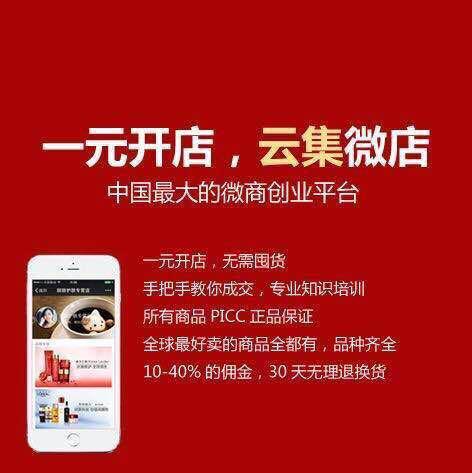 一元开店，云集微店
中国最大的微商创业平台
一元开店，无需囤货
手把手教你成交，专业知识培训
所有商品 PICC 正品保证
全球最好卖的商品全都有，品种齐全
10-40% 的佣金，30 天无理退换货